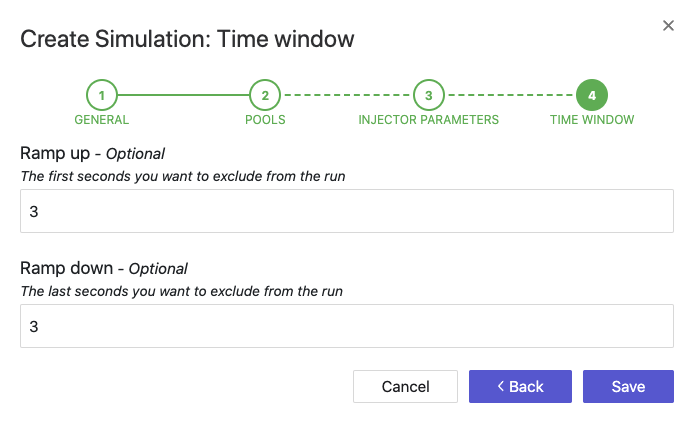 Create Simulation: Time window
1 2 3 4
GENERAL POOLS INJECTOR PARAMETERS TIME WINDOW
Ramp up - Optional
The first seconds you want to exclude from the run
3
Ramp down - Optional
The last seconds you want to exclude from the run
3
Cancel Back Save